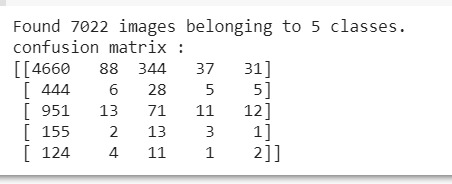 Found 7022 images belonging to 5 classes.
confusion matrix :
[[4660 88 344 37 31]
[ 444 6 28 5 5]
[ 951 13 71 11 12]
[ 155 2 13 3 1]
[ 124 4 11 1 2]]